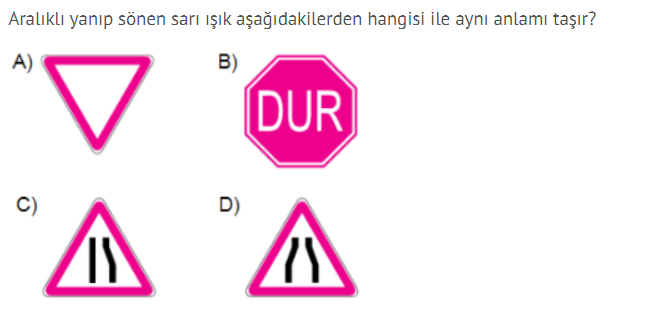 Aralıklı yanıp sönen sarı ışık aşağıdakilerden hangisi ile aynı anlamı taşır?
A)
B)
DUR
C)
D)